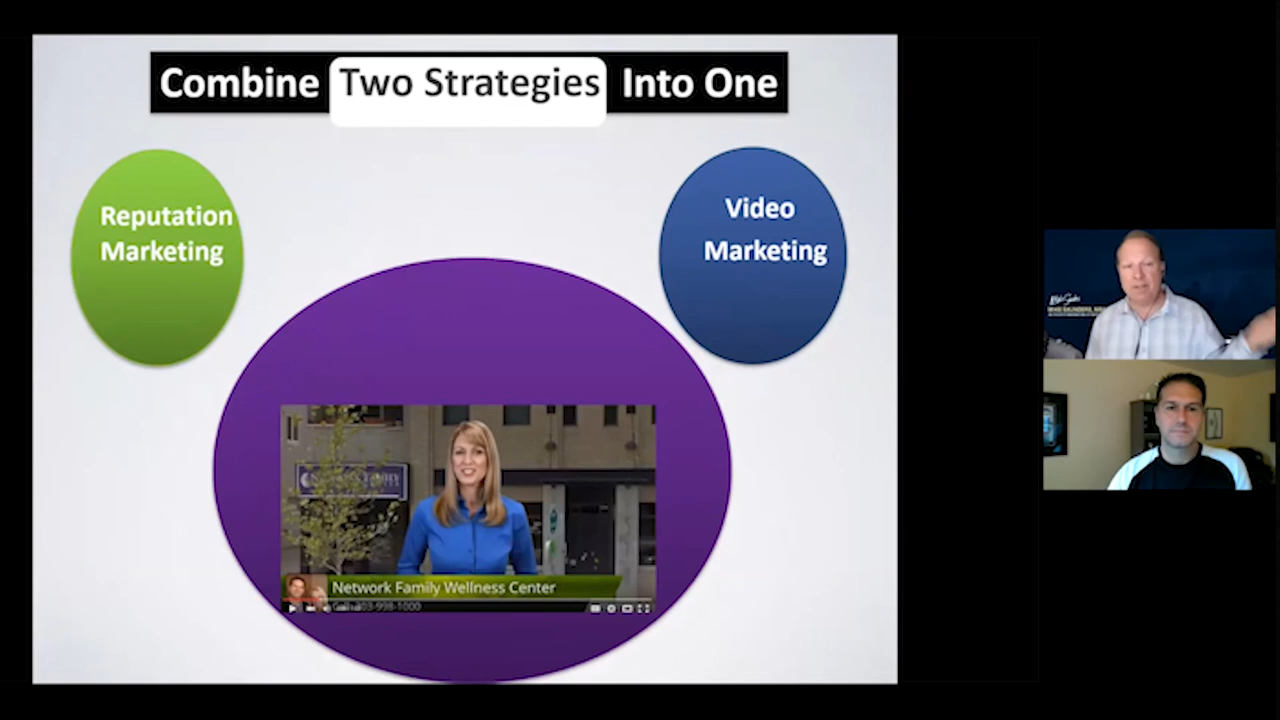 Combine Two Strategies Into One
Reputation
Marketing
Video
Marketing
Network Family Wellness Center